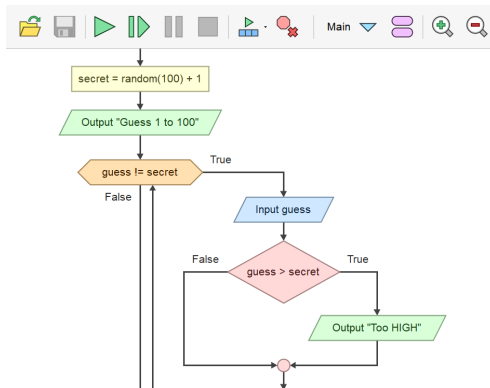 Main
secret = random(100) + 1
Output "Guess 1 to 100"
guess != secret
True
False
Input guess
False
guess > secret
True
Output "Too HIGH"